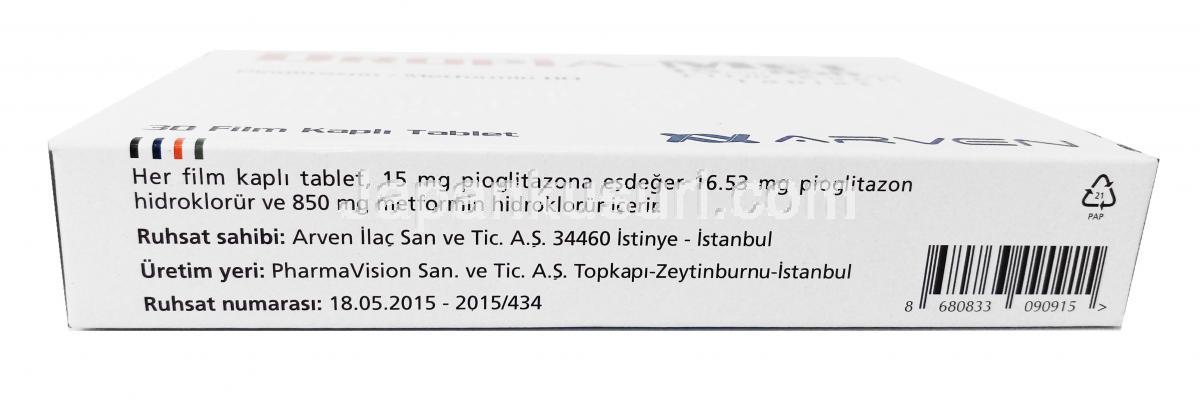 30 Film Kaplı Tablet
ARVEN
Her film kaplı tablet, 15 mg pioglitazona eşdeğer 16.53 mg pioglitazon
hidroklorür ve 850 mg metformin hidroklorür içerir.
Ruhsat sahibi: Arven İlaç San ve Tic. A.Ş. 34460 İstinye - İstanbul
Üretim yeri: PharmaVision San. ve Tic. A.Ş. Topkapı-Zeytinburnu-İstanbul
Ruhsat numarası: 18.05.2015 - 2015/434
21
PAP
8 680833 090915 >
Japankusuri.com